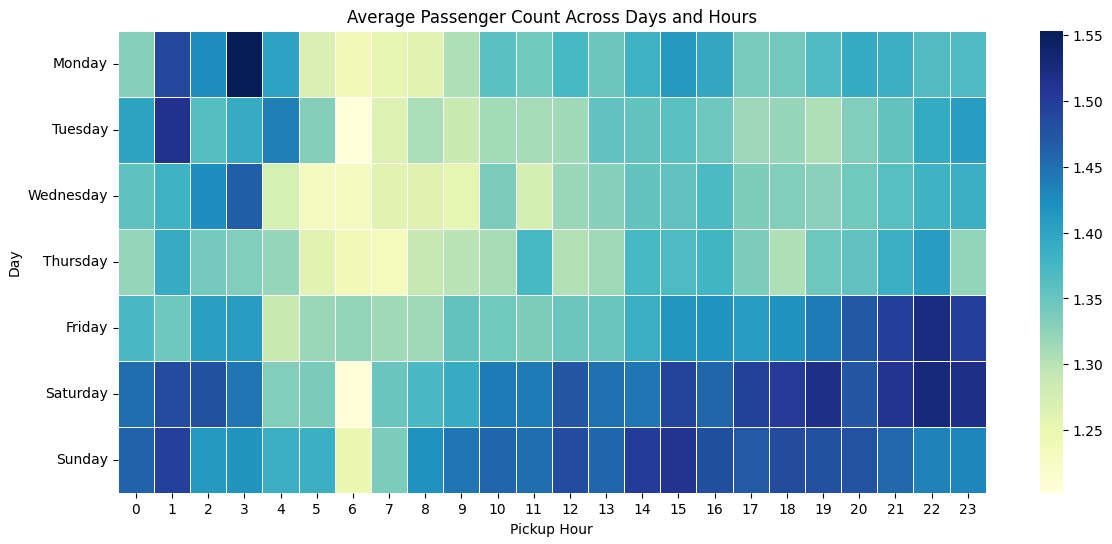 Average Passenger Count Across Days and Hours
Day
Monday
Tuesday
Wednesday
Thursday
Friday
Saturday
Sunday
0 1 2 3 4 5 6 7 8 9 10 11 12 13 14 15 16 17 18 19 20 21 22 23
Pickup Hour
1.55
1.50
1.45
1.40
1.35
1.30
1.25